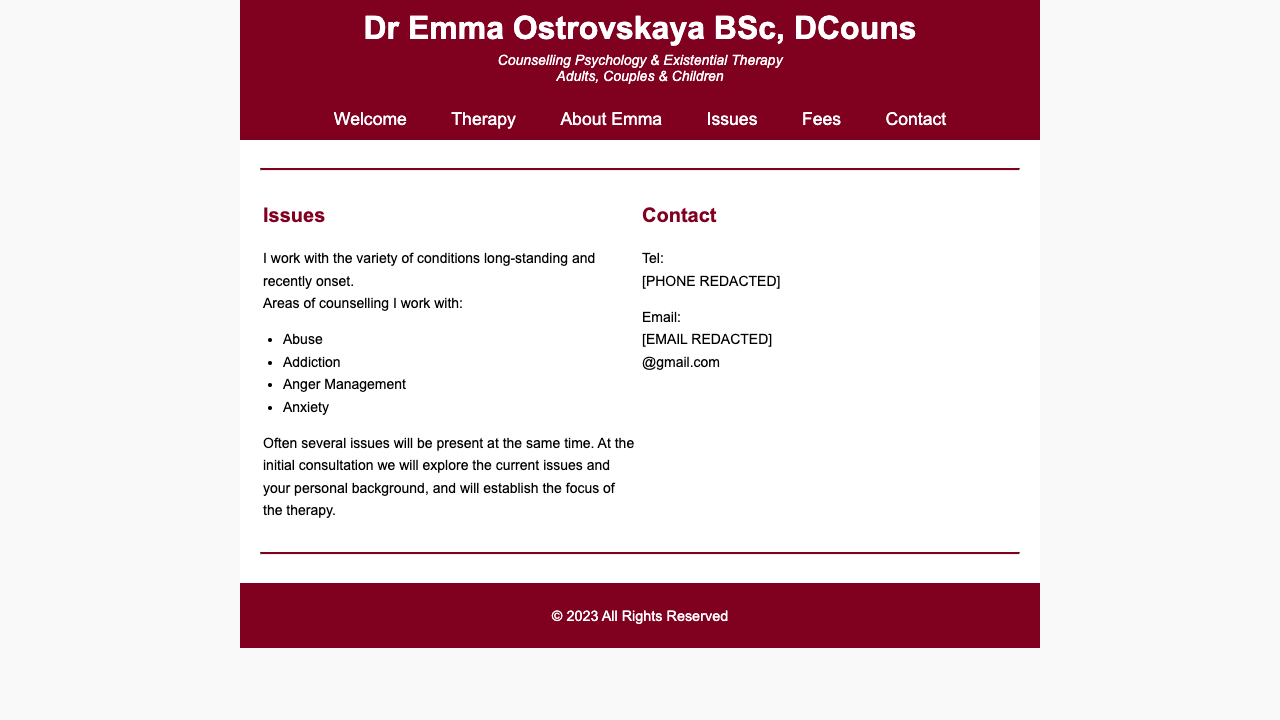 Dr Emma Ostrovskaya BSc, DCouns
Counselling Psychology & Existential Therapy
Adults, Couples & Children
Welcome Therapy About Emma Issues Fees Contact
Issues
I work with the variety of conditions long-standing and
recently onset.
Areas of counselling I work with:
• Abuse
• Addiction
• Anger Management
• Anxiety
Often several issues will be present at the same time. At the
initial consultation we will explore the current issues and
your personal background, and will establish the focus of
the therapy.
Contact
Tel:
[PHONE REDACTED]
Email:
[EMAIL REDACTED]
@gmail.com
© 2023 All Rights Reserved